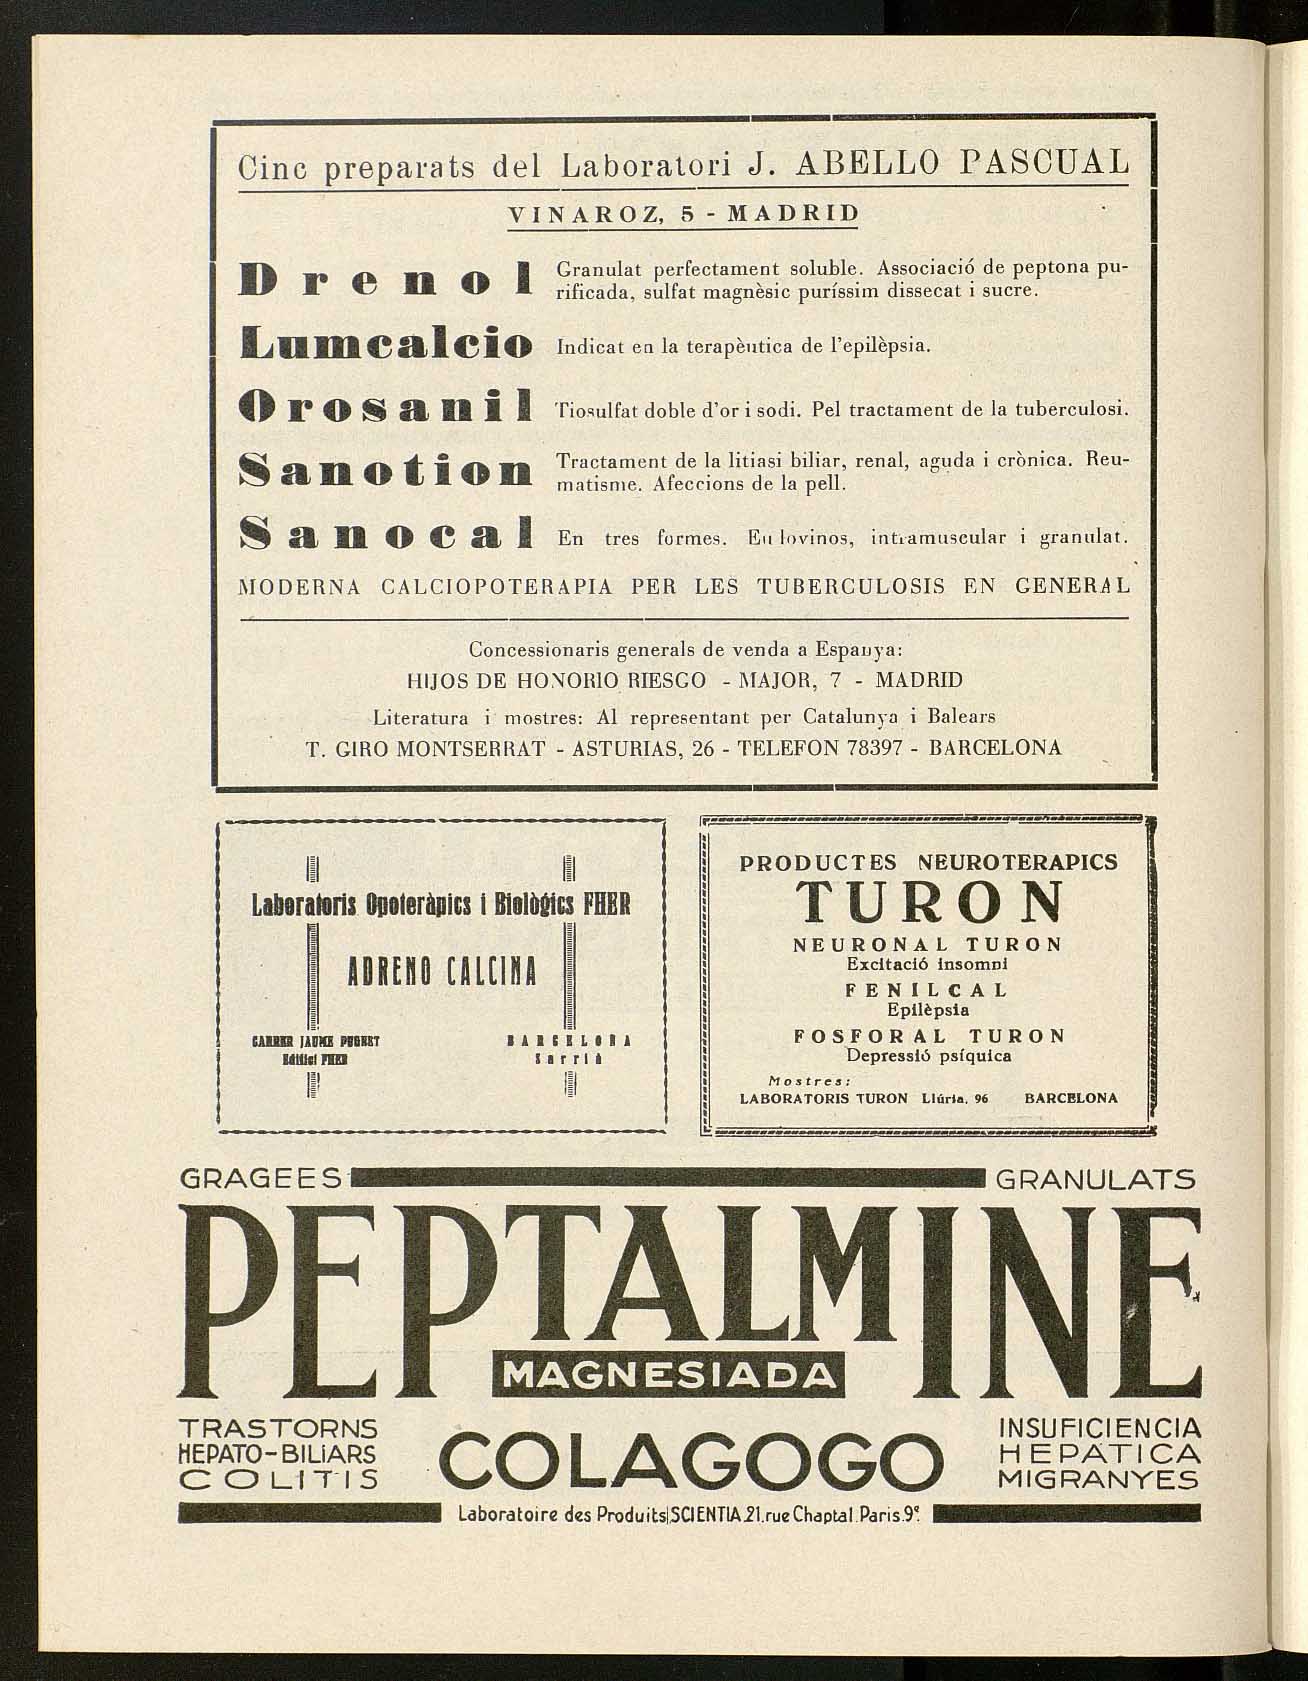 Cinc preparats del Laboratori J. ABELLO PASCUAL
VINAROZ, 5 - MADRID
Drenol Granulat perfectament soluble. Associació de peptona pu-
rificada, sulfat magnèsic puríssim dissecat i sucre.
Lumcalcio Indicat en la terapèutica de l'epilèpsia.
Orosanil Tiosulfat doble d'or i sodi. Pel tractament de la tuberculosi.
Sanotion Tractament de la litiasi biliar, renal, aguda i crònica. Reu-
matisme. Afeccions de la pell.
Sanocal En tres formes. En lovinos, intramuscular i granulat.
MODERNA CALCIOPOTERAPIA PER LES TUBERCULOSIS EN GENERAL
Concessionaris generals de venda a Espanya:
HIJOS DE HONORIO RIESGO - MAJOR, 7 - MADRID
Literatura i mostres: Al representant per Catalunya i Balears
T. GIRO MONTSERRAT - ASTURIAS, 26 - TELEFON 78397 - BARCELONA
Laboratoris Opoteràpics i Biològics FHER
ADRENO CALCINA
CARRER JAUME PUGKET BARCELONA
Edifici FHER Sarrià
PRODUCTES NEUROTERAPICS
TURON
NEURONAL TURON
Excitació insomni
FENILCAL
Epilèpsia
FOSFORAL TURON
Depressió psíquica
Mostres:
LABORATORIS TURON Llúria, 96 BARCELONA
GRAGEES GRANULATS
PEPTALMINE
MAGNESIADA
TRASTORNS
HEPATO-BILIARS
COLITIS
COLAGOGO
INSUFICIENCIA
HEPÀTICA
MIGRANYES
Laboratoire des Produits SCIENTIA.21.rue Chaptal.Paris.9ª.